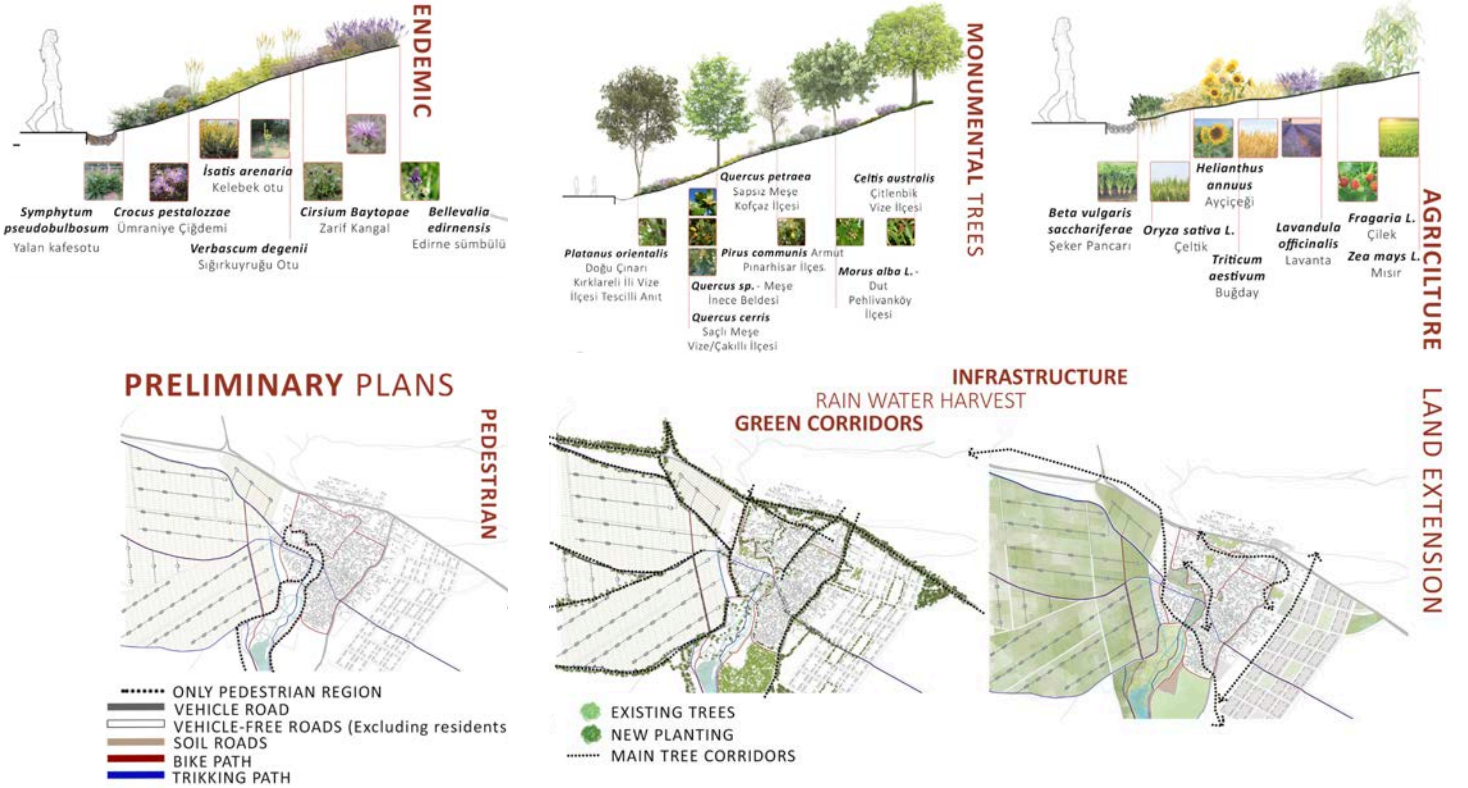 ENDEMIC
İsatis arenaria
Kelebek otu
Symphytum
pseudobulbosum
Yalan kafesotu
Crocus pestalozzae
Ümraniye Çiğdemi
Verbascum degenii
Sığırkuyruğu Otu
Cirsium Baytopae
Zarif Kangal
Bellevalia
edirnensis
Edirne sümbülü
MONUMENTAL TREES
Quercus petraea
Sapsız Meşe
Kofçaz İlçesi
Celtis australis
Çitlenbik
Vize İlçesi
Platanus orientalis
Doğu Çınarı
Kırklareli İli Vize
İlçesi Tescilli Anıt
Pirus communis Armut
Pınarhisar İlçes
Quercus sp. - Meşe
İnece Beldesi
Quercus cerris
Saçlı Meşe
Vize/Çakıllı İlçesi
Morus alba L. -
Dut
Pehlivanköy
İlçesi
AGRICILTURE
Helianthus
annuus
Ayçiçeği
Beta vulgaris
sacchariferae
Şeker Pancarı
Oryza sativa L.
Çeltik
Triticum
aestivum
Buğday
Lavandula
officinalis
Lavanta
Fragaria L.
Çilek
Zea mays L.
Mısır
PRELIMINARY PLANS
PEDESTRIAN
ONLY PEDESTRIAN REGION
VEHICLE ROAD
VEHICLE-FREE ROADS (Excluding residents
SOIL ROADS
BIKE PATH
TRIKKING PATH
INFRASTRUCTURE
RAIN WATER HARVEST
GREEN CORRIDORS
EXISTING TREES
NEW PLANTING
MAIN TREE CORRIDORS
LAND EXTENSION